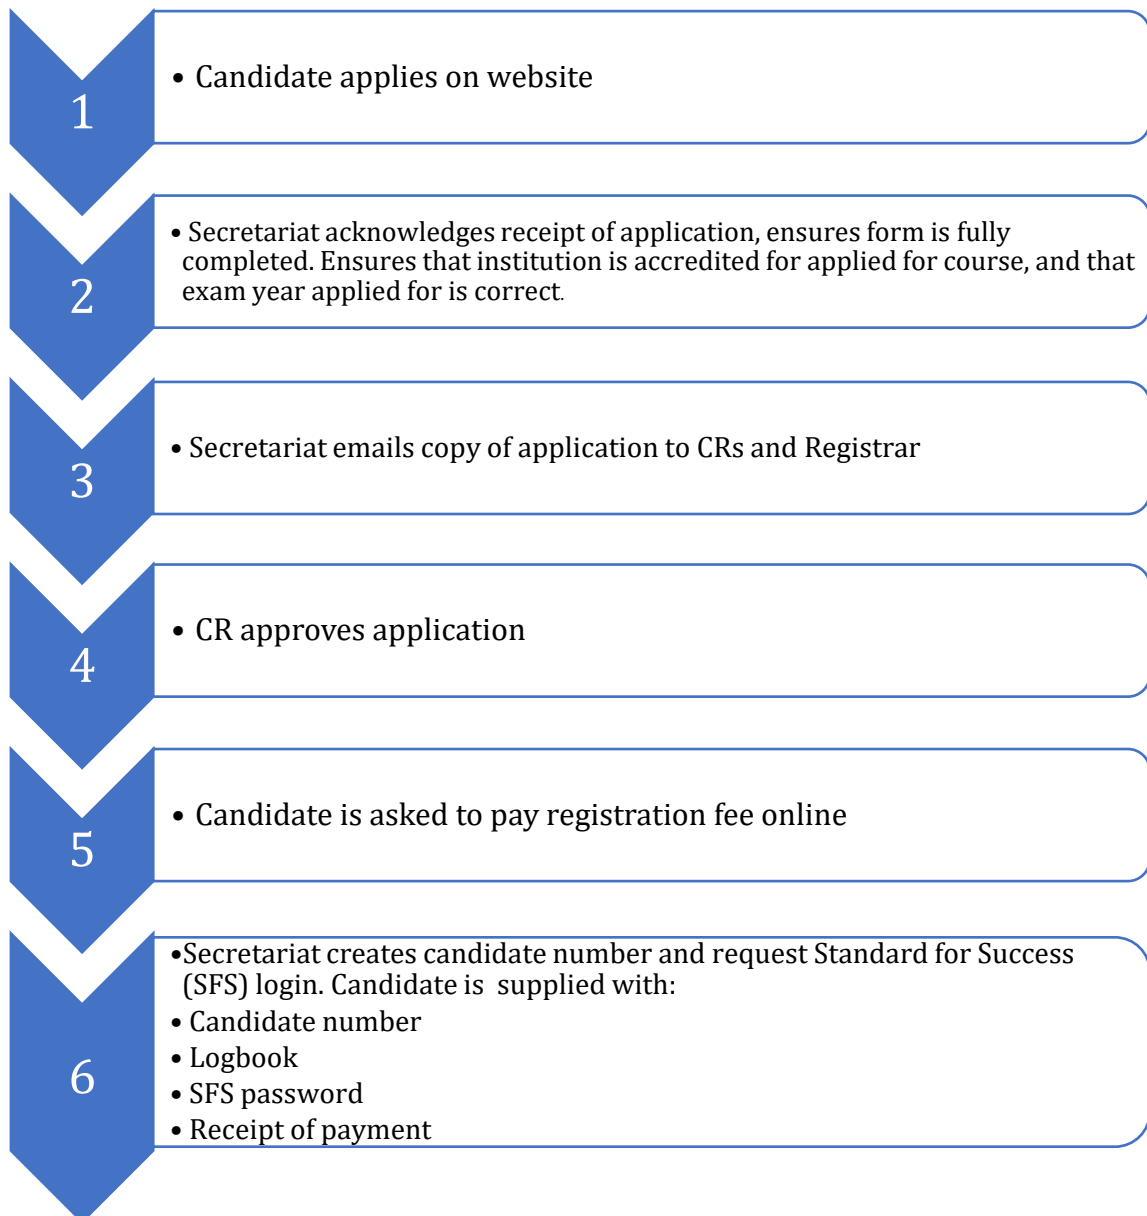 1
• Candidate applies on website
2
• Secretariat acknowledges receipt of application, ensures form is fully
completed. Ensures that institution is accredited for applied for course, and that
exam year applied for is correct.
3
• Secretariat emails copy of application to CRs and Registrar
4
• CR approves application
5
• Candidate is asked to pay registration fee online
6
•Secretariat creates candidate number and request Standard for Success
(SFS) login. Candidate is  supplied with:
• Candidate number
• Logbook
• SFS password
• Receipt of payment